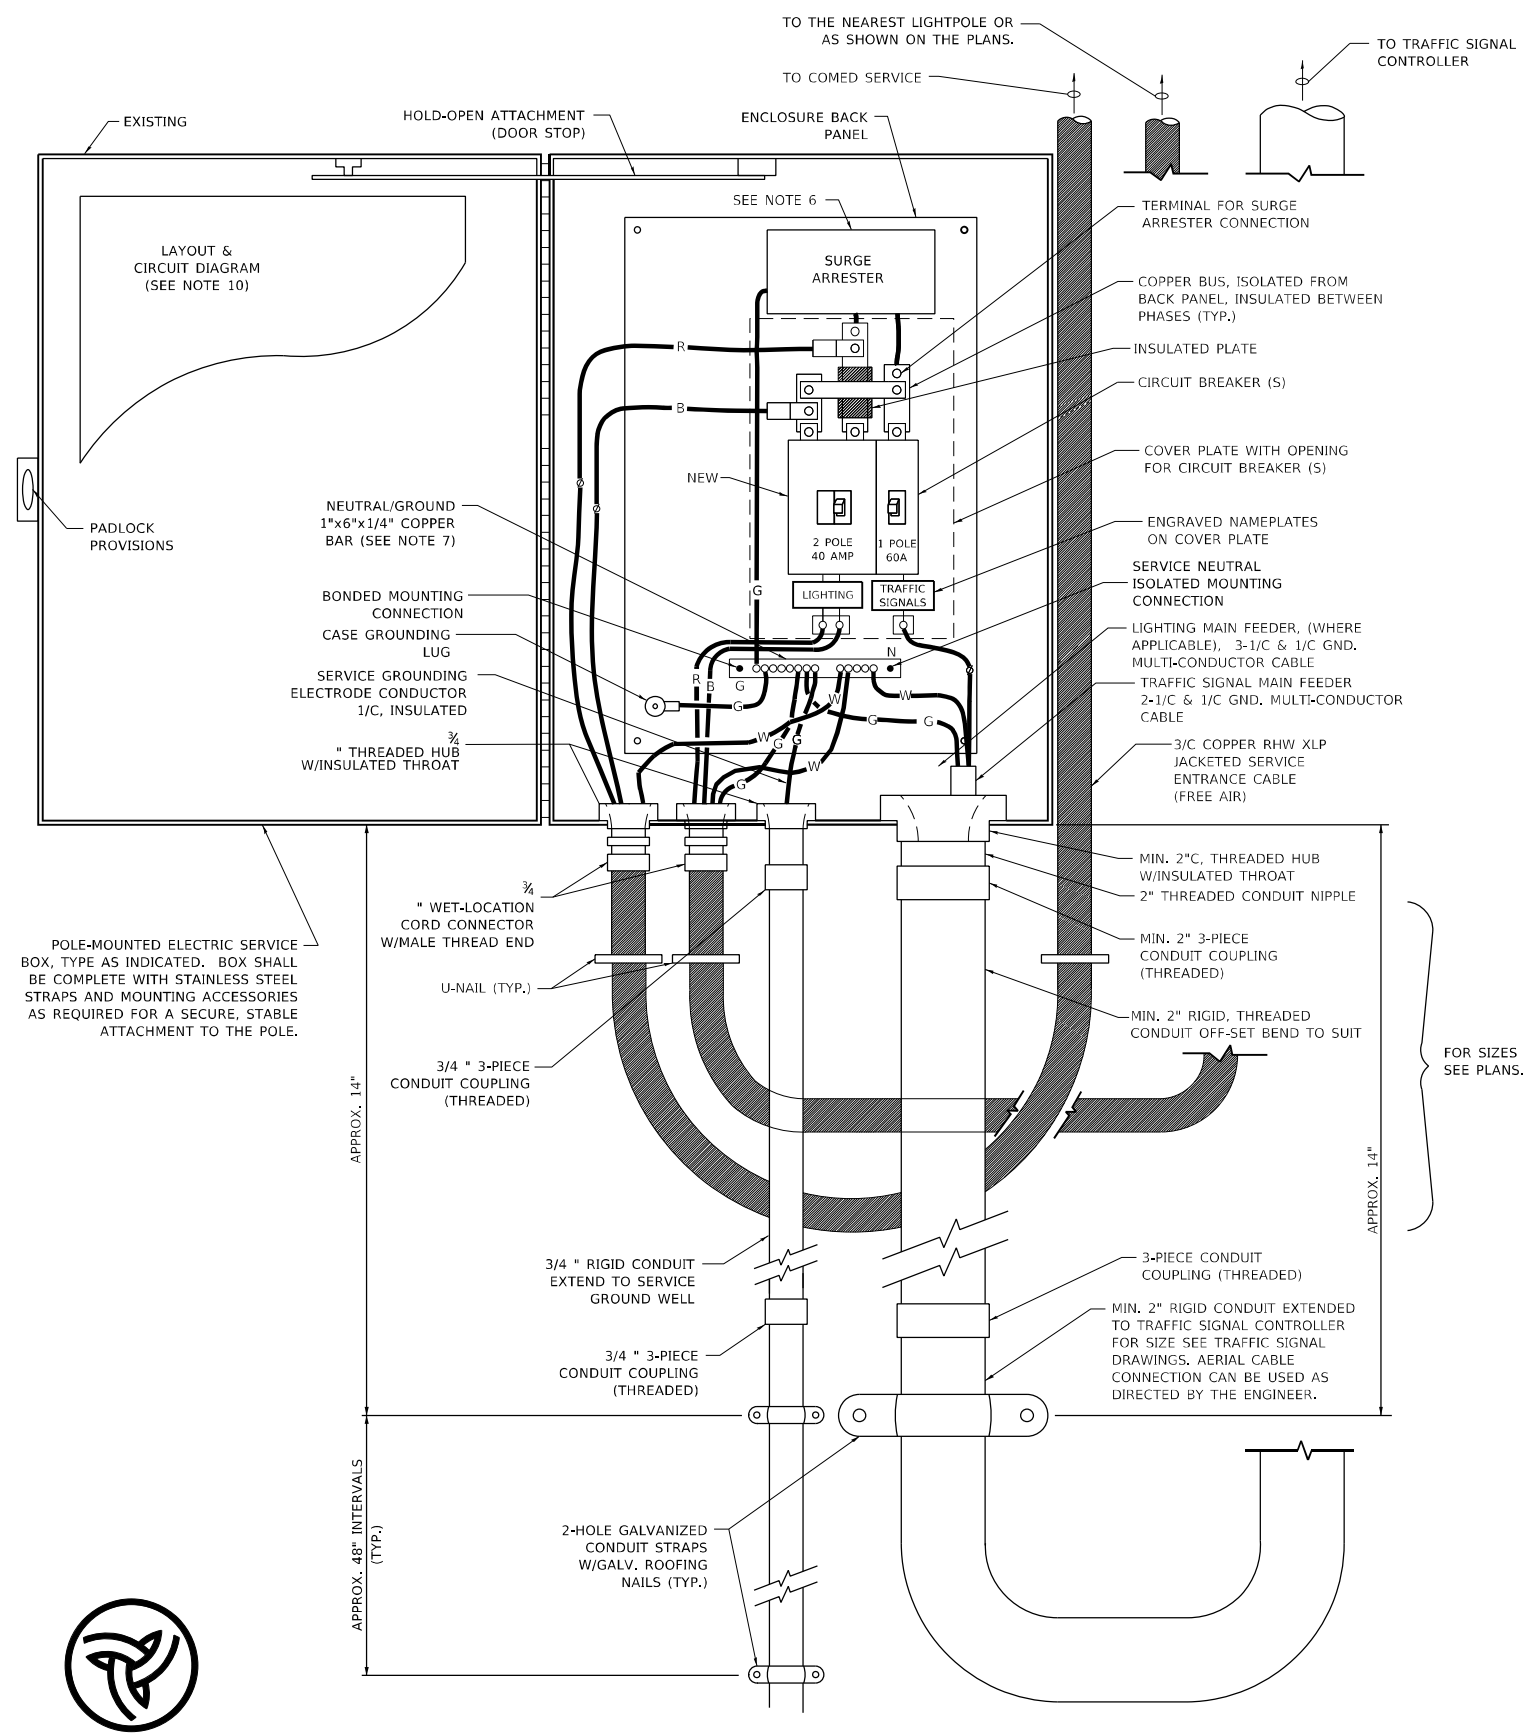 TO THE NEAREST LIGHTPOLE OR
AS SHOWN ON THE PLANS.
TO TRAFFIC SIGNAL
CONTROLLER
TO COMED SERVICE
EXISTING
HOLD-OPEN ATTACHMENT
(DOOR STOP)
ENCLOSURE BACK
PANEL
SEE NOTE 6
TERMINAL FOR SURGE
ARRESTER CONNECTION
LAYOUT &
CIRCUIT DIAGRAM
(SEE NOTE 10)
SURGE
ARRESTER
COPPER BUS, ISOLATED FROM
BACK PANEL, INSULATED BETWEEN
PHASES (TYP.)
R
INSULATED PLATE
CIRCUIT BREAKER (S)
B
COVER PLATE WITH OPENING
FOR CIRCUIT BREAKER (S)
NEW
PADLOCK
PROVISIONS
NEUTRAL/GROUND
1"x6"x1/4" COPPER
BAR (SEE NOTE 7)
2 POLE
40 AMP
1 POLE
60A
ENGRAVED NAMEPLATES
ON COVER PLATE
SERVICE NEUTRAL
ISOLATED MOUNTING
CONNECTION
BONDED MOUNTING
CONNECTION
G
LIGHTING
TRAFFIC
SIGNALS
CASE GROUNDING
LUG
N
LIGHTING MAIN FEEDER, (WHERE
APPLICABLE), 3-1/C & 1/C GND.
MULTI-CONDUCTOR CABLE
SERVICE GROUNDING
ELECTRODE CONDUCTOR
1/C, INSULATED
R
B
G
G
W
W
G
G
TRAFFIC SIGNAL MAIN FEEDER
2-1/C & 1/C GND. MULTI-CONDUCTOR
CABLE
W
G
G
W
G
3/4
" THREADED HUB
W/INSULATED THROAT
3/C COPPER RHW XLP
JACKETED SERVICE
ENTRANCE CABLE
(FREE AIR)
MIN. 2"C, THREADED HUB
W/INSULATED THROAT
2" THREADED CONDUIT NIPPLE
3/4
" WET-LOCATION
CORD CONNECTOR
W/MALE THREAD END
MIN. 2" 3-PIECE
CONDUIT COUPLING
(THREADED)
POLE-MOUNTED ELECTRIC SERVICE
BOX, TYPE AS INDICATED. BOX SHALL
BE COMPLETE WITH STAINLESS STEEL
STRAPS AND MOUNTING ACCESSORIES
AS REQUIRED FOR A SECURE, STABLE
ATTACHMENT TO THE POLE.
U-NAIL (TYP.)
MIN. 2" RIGID, THREADED
CONDUIT OFF-SET BEND TO SUIT
FOR SIZES
SEE PLANS.
3/4 " 3-PIECE
CONDUIT COUPLING
(THREADED)
APPROX. 14"
APPROX. 14"
3/4 " RIGID CONDUIT
EXTEND TO SERVICE
GROUND WELL
3-PIECE CONDUIT
COUPLING (THREADED)
MIN. 2" RIGID CONDUIT EXTENDED
TO TRAFFIC SIGNAL CONTROLLER
FOR SIZE SEE TRAFFIC SIGNAL
DRAWINGS. AERIAL CABLE
CONNECTION CAN BE USED AS
DIRECTED BY THE ENGINEER.
3/4 " 3-PIECE
CONDUIT COUPLING
(THREADED)
APPROX. 48" INTERVALS
(TYP.)
2-HOLE GALVANIZED
CONDUIT STRAPS
W/GALV. ROOFING
NAILS (TYP.)